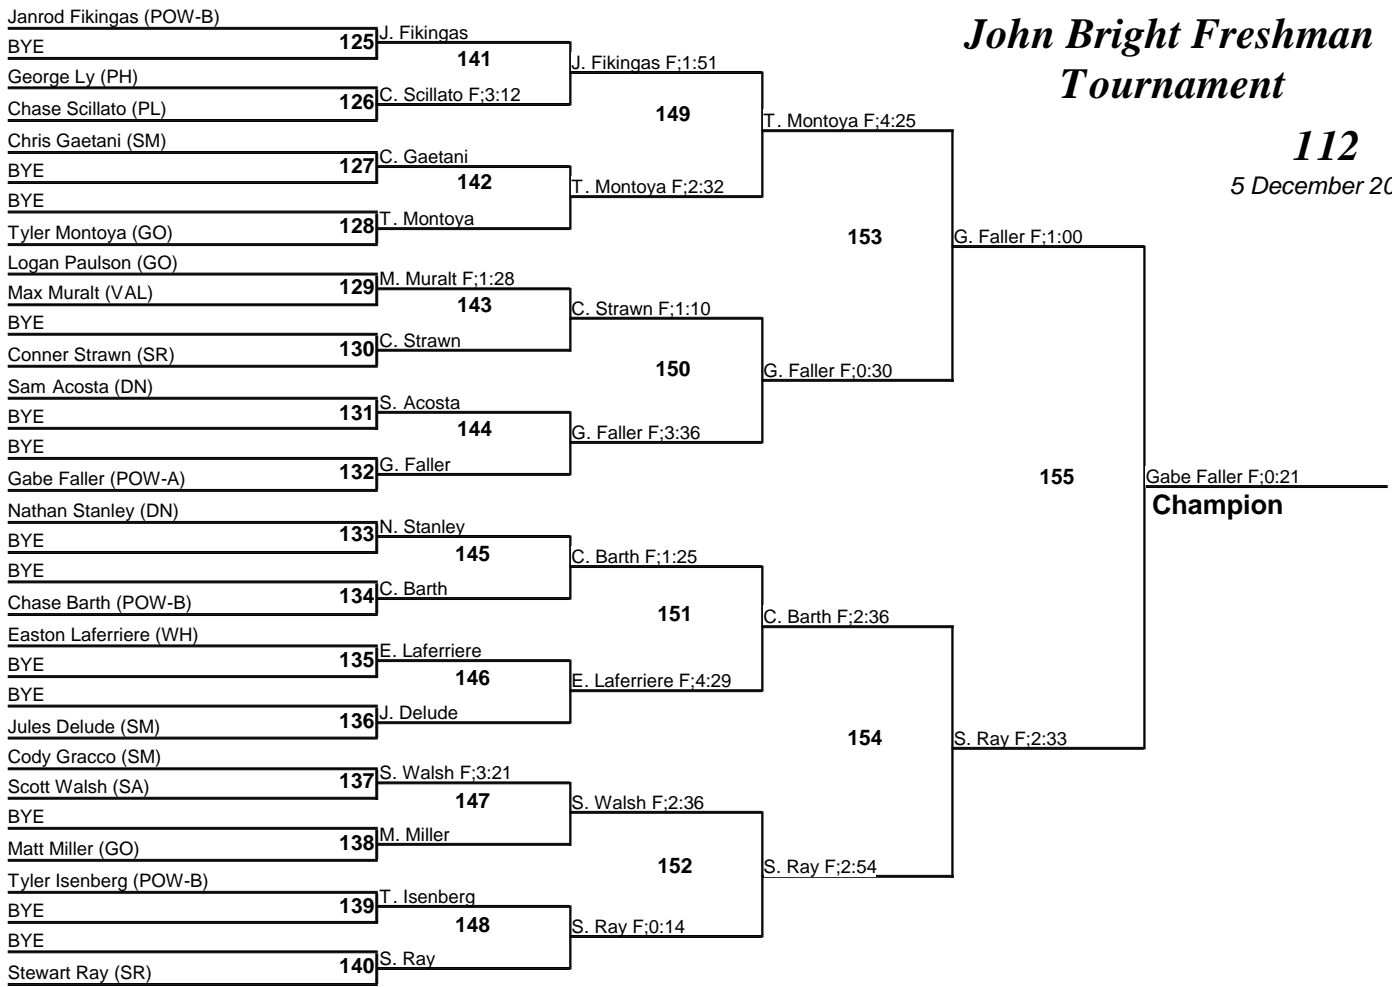 John Bright Freshman
Tournament
112
5 December 20
Janrod Fikingas (POW-B)
BYE
George Ly (PH)
Chase Scillato (PL)
Chris Gaetani (SM)
BYE
BYE
Tyler Montoya (GO)
Logan Paulson (GO)
Max Muralt (VAL)
BYE
Conner Strawn (SR)
Sam Acosta (DN)
BYE
BYE
Gabe Faller (POW-A)
Nathan Stanley (DN)
BYE
BYE
Chase Barth (POW-B)
Easton Laferriere (WH)
BYE
BYE
Jules Delude (SM)
Cody Gracco (SM)
Scott Walsh (SA)
BYE
Matt Miller (GO)
Tyler Isenberg (POW-B)
BYE
BYE
Stewart Ray (SR)
125
126
127
128
129
130
131
132
133
134
135
136
137
138
139
140
J. Fikingas
141
C. Scillato F;3:12
C. Gaetani
142
T. Montoya
M. Muralt F;1:28
143
C. Strawn
S. Acosta
144
G. Faller
N. Stanley
145
C. Barth
E. Laferriere
146
J. Delude
S. Walsh F;3:21
147
M. Miller
T. Isenberg
148
S. Ray
J. Fikingas F;1:51
149
T. Montoya F;2:32
C. Strawn F;1:10
150
G. Faller F;3:36
C. Barth F;1:25
151
E. Laferriere F;4:29
S. Walsh F;2:36
152
S. Ray F;0:14
T. Montoya F;4:25
153
G. Faller F;0:30
C. Barth F;2:36
154
S. Ray F;2:54
G. Faller F;1:00
155
S. Ray F;2:33
Gabe Faller F;0:21
Champion